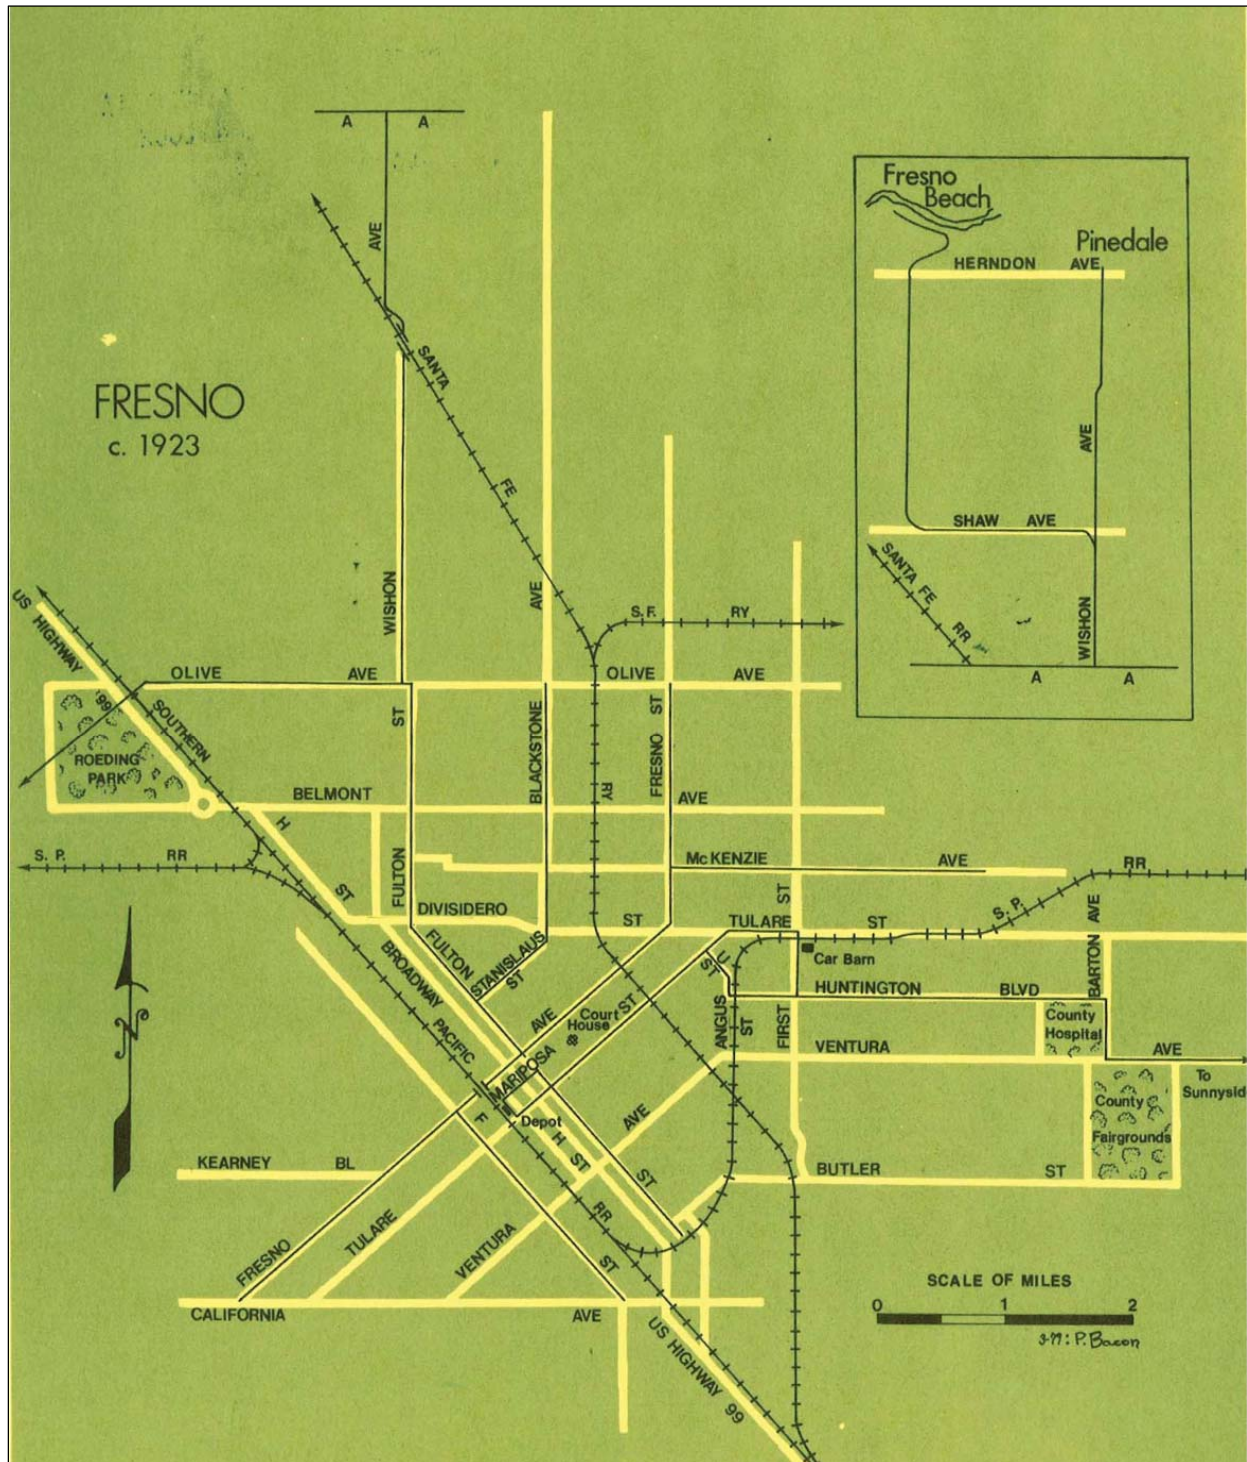 A A
AVE
Fresno
Beach
Pinedale
HERNDON AVE
SANTA
FE
FRESNO
c. 1923
AVE
SHAW AVE
SANTA FE
RR
WISHON
A A
WISHON
AVE
S. F. RY
US HIGHWAY '99
OLIVE AVE
OLIVE AVE
SOUTHERN
ST
BLACKSTONE
FRESNO ST
ROEDING
PARK
RY
BELMONT
AVE
H
ST
S. P. RR
FULTON
McKENZIE AVE
RR
S. P.
DIVISIDERO
ST
TULARE ST
ST
BARTON AVE
FULTON
STANISLAUS
ST
U
ST
Car Barn
BROADWAY
HUNTINGTON BLVD
PACIFIC
AVE
Court
House
ST
ANGUS
ST
FIRST
County
Hospital
N
MARIPOSA
VENTURA
AVE
To
Sunnysid
F
Depot
H
ST
AVE
County
Fairgrounds
KEARNEY BL
BUTLER ST
ST
RR
TULARE
FRESNO
VENTURA
ST
CALIFORNIA AVE
SCALE OF MILES
0 1 2
3-77: P. Bacon
US HIGHWAY 99